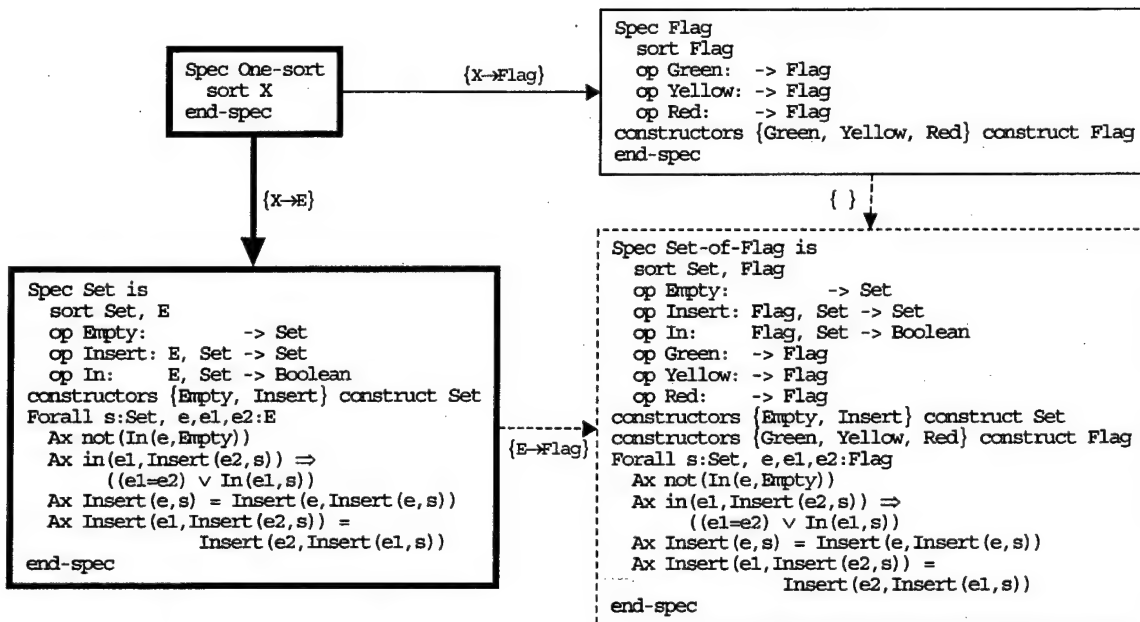 Spec One-sort
sort X
end-spec
{X→Flag}
Spec Flag
sort Flag
op Green: -> Flag
op Yellow: -> Flag
op Red: -> Flag
constructors {Green, Yellow, Red} construct Flag
end-spec
{X→E}
{ }
Spec Set is
sort Set, E
op Empty: -> Set
op Insert: E, Set -> Set
op In: E, Set -> Boolean
constructors {Empty, Insert} construct Set
Forall s:Set, e,e1,e2:E
Ax not(In(e,Empty))
Ax in(e1,Insert(e2,s)) ⇒
((e1=e2) ∨ In(e1,s))
Ax Insert(e,s) = Insert(e,Insert(e,s))
Ax Insert(e1,Insert(e2,s)) =
Insert(e2,Insert(e1,s))
end-spec
{E→Flag}
Spec Set-of-Flag is
sort Set, Flag
op Empty: -> Set
op Insert: Flag, Set -> Set
op In: Flag, Set -> Boolean
op Green: -> Flag
op Yellow: -> Flag
op Red: -> Flag
constructors {Empty, Insert} construct Set
constructors {Green, Yellow, Red} construct Flag
Forall s:Set, e,e1,e2:Flag
Ax not(In(e,Empty))
Ax in(e1,Insert(e2,s)) ⇒
((e1=e2) ∨ In(e1,s))
Ax Insert(e,s) = Insert(e,Insert(e,s))
Ax Insert(e1,Insert(e2,s)) =
Insert(e2,Insert(e1,s))
end-spec